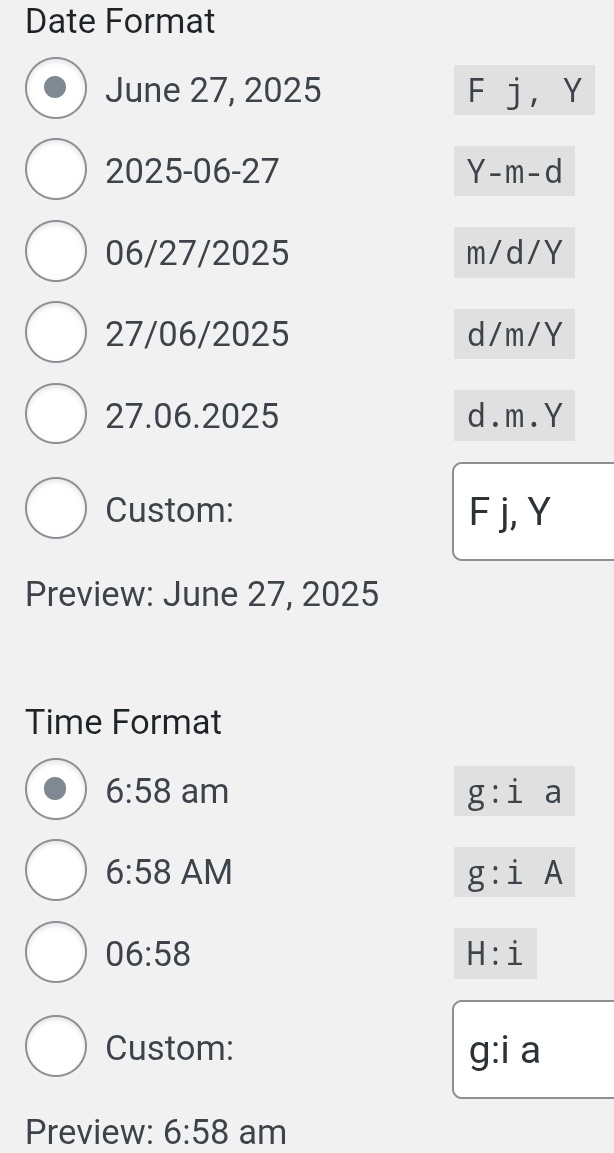 Date Format
June 27, 2025 F j, Y
2025-06-27 Y-m-d
06/27/2025 m/d/Y
27/06/2025 d/m/Y
27.06.2025 d.m.Y
Custom: F j, Y
Preview: June 27, 2025
Time Format
6:58 am g:i a
6:58 AM g:i A
06:58 H:i
Custom: g:i a
Preview: 6:58 am